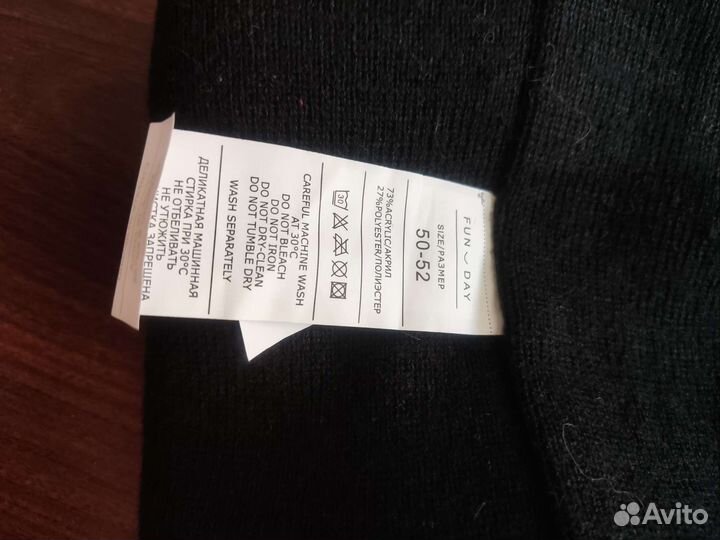 FUN DAY
SIZE/РАЗМЕР
50-52
73%ACRYLIC/АКРИЛ
27%POLYESTER/ПОЛИЭСТЕР
30
CAREFUL MACHINE WASH
AT 30°C
DO NOT BLEACH
DO NOT IRON
DO NOT DRY-CLEAN
DO NOT TUMBLE DRY
WASH SEPARATELY
ДЕЛИКАТНАЯ МАШИННАЯ
СТИРКА ПРИ 30°C
НЕ ОТБЕЛИВАТЬ
НЕ УТЮЖИТЬ
ЗАПРЕЩЕНА
Avito